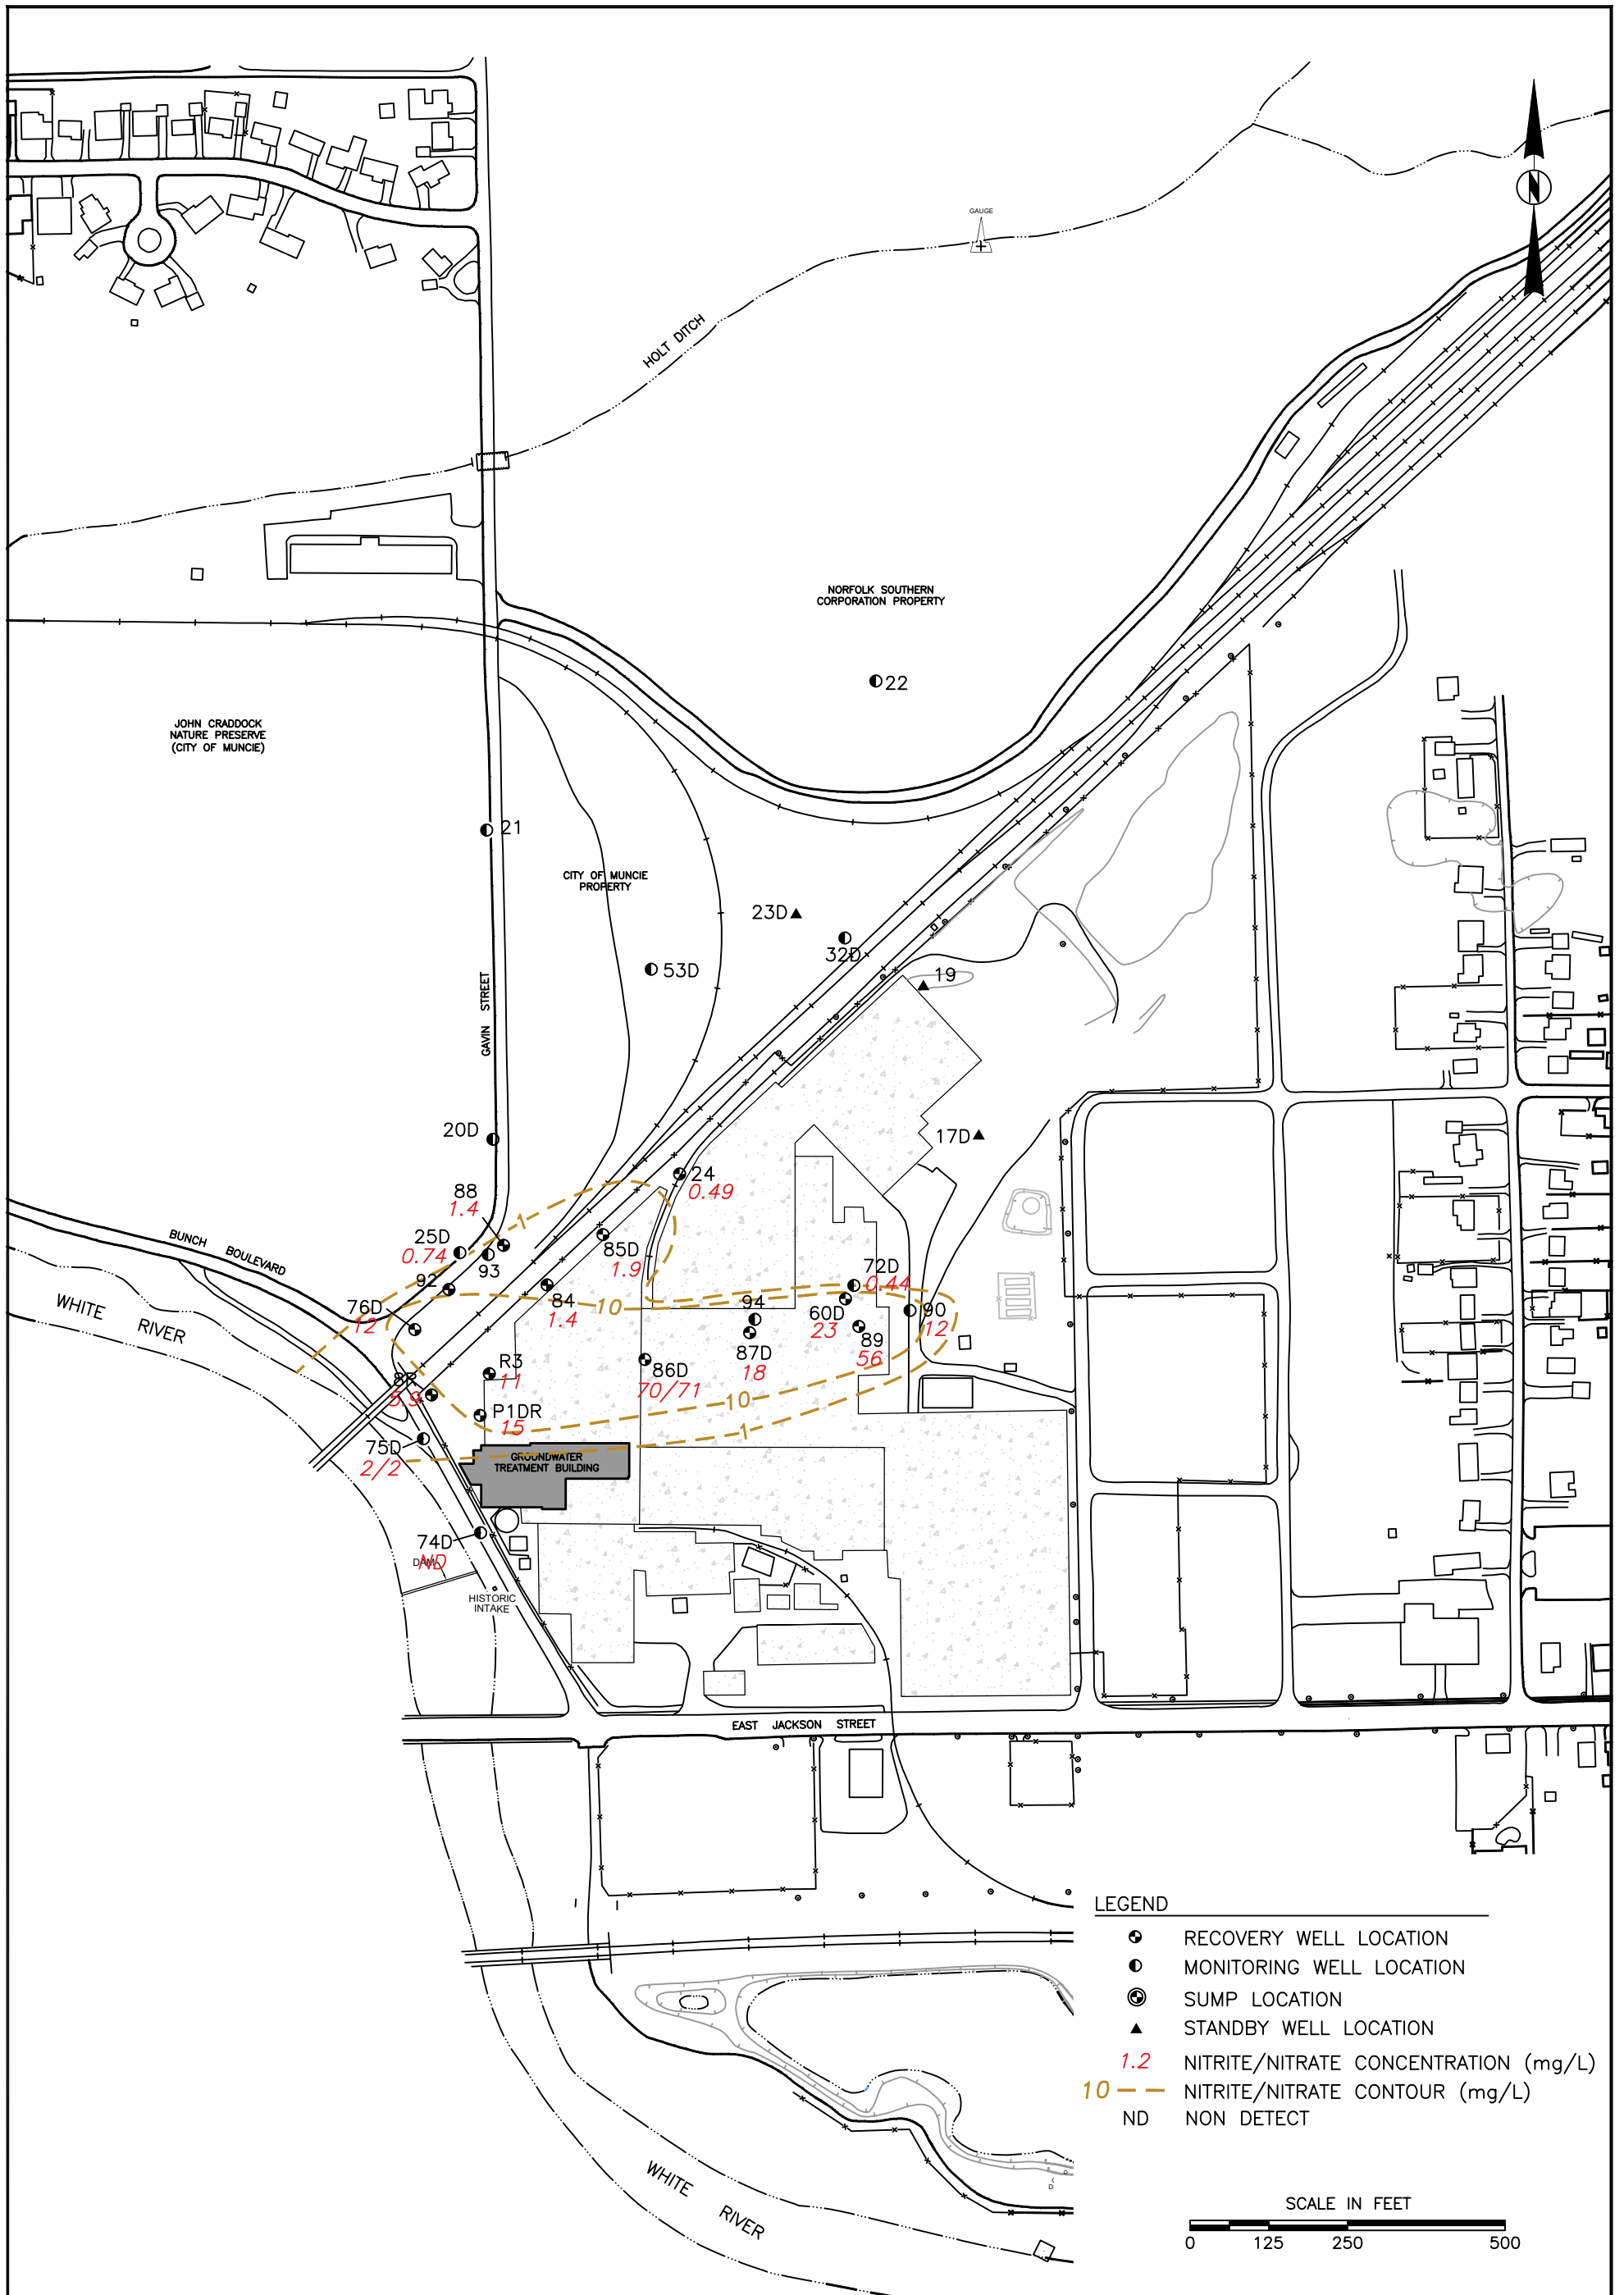 GAUGE
HOLT DITCH
NORFOLK SOUTHERN
CORPORATION PROPERTY
22
JOHN CRADDOCK
NATURE PRESERVE
(CITY OF MUNCIE)
21
CITY OF MUNCIE
PROPERTY
23D
32D
53D
19
GAVIN STREET
20D
17D
24
0.49
88
1.4
1
25D
0.74
93
85D
1.9
BUNCH BOULEVARD
92
72D
0.44
84
1.4
10
WHITE RIVER
76D
12
94
60D
23
90
12
89
56
87D
18
R3
11
86D
70/71
8P
5.9
10
P1DR
15
1
75D
2/2
GROUNDWATER
TREATMENT BUILDING
74D
ND
DAM
HISTORIC
INTAKE
EAST JACKSON STREET
LEGEND
RECOVERY WELL LOCATION
MONITORING WELL LOCATION
SUMP LOCATION
STANDBY WELL LOCATION
1.2 NITRITE/NITRATE CONCENTRATION (mg/L)
10 NITRITE/NITRATE CONTOUR (mg/L)
ND NON DETECT
WHITE RIVER
SCALE IN FEET
0 125 250 500